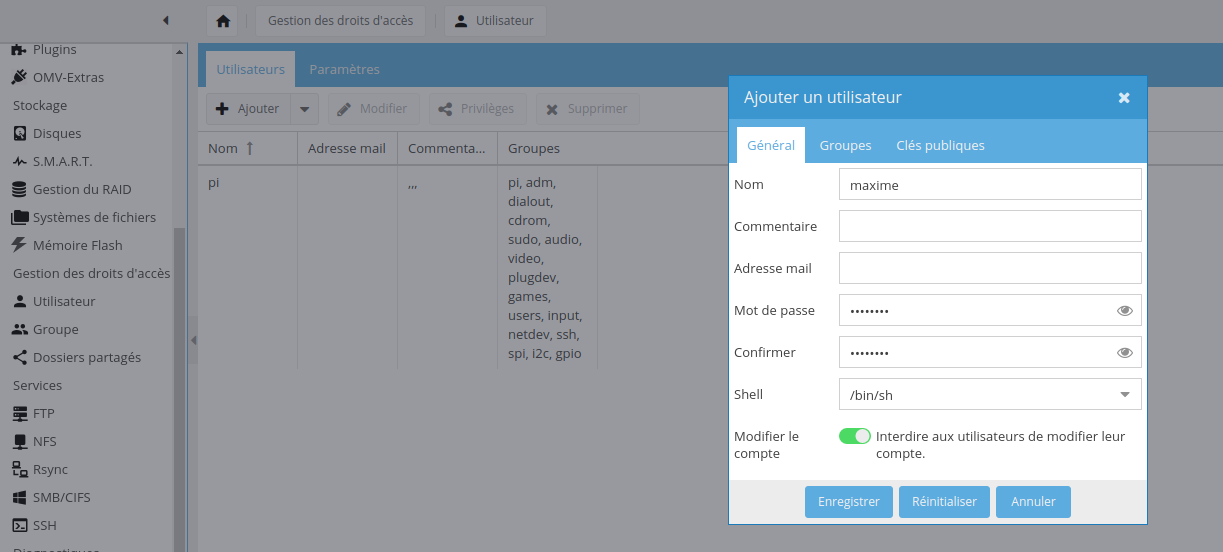 Gestion des droits d'accès
Utilisateur
Plugins
OMV-Extras
Stockage
Disques
S.M.A.R.T.
Gestion du RAID
Systèmes de fichiers
Mémoire Flash
Gestion des droits d'accès
Utilisateur
Groupe
Dossiers partagés
Services
FTP
NFS
Rsync
SMB/CIFS
SSH
Diagnostiques
Utilisateurs
Paramètres
Ajouter
Modifier
Privilèges
Supprimer
Nom
Adresse mail
Commenta...
Groupes
pi
,,,
pi, adm,
dialout,
cdrom,
sudo, audio,
video,
plugdev,
games,
users, input,
netdev, ssh,
spi, i2c, gpio
Ajouter un utilisateur
Général
Groupes
Clés publiques
Nom
maxime
Commentaire
Adresse mail
Mot de passe
••••••••
Confirmer
••••••••
Shell
/bin/sh
Modifier le
compte
Interdire aux utilisateurs de modifier leur
compte.
Enregistrer
Réinitialiser
Annuler